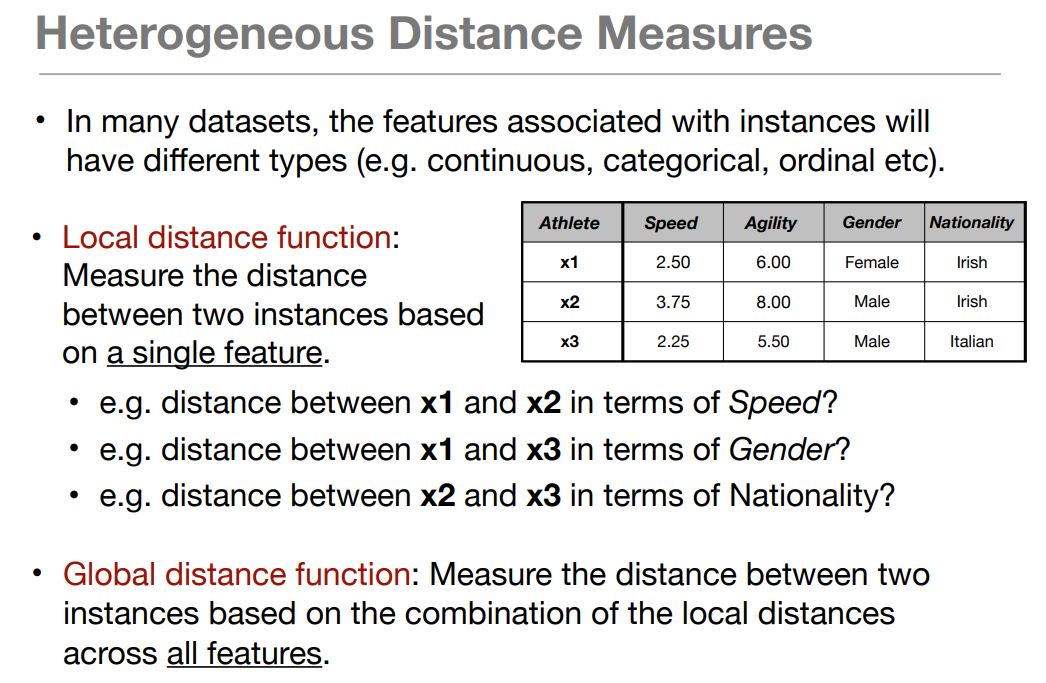 Heterogeneous Distance Measures
• In many datasets, the features associated with instances will
have different types (e.g. continuous, categorical, ordinal etc).
• Local distance function:
Measure the distance
between two instances based
on a single feature.
Athlete Speed Agility Gender Nationality
x1 2.50 6.00 Female Irish
x2 3.75 8.00 Male Irish
x3 2.25 5.50 Male Italian
• e.g. distance between x1 and x2 in terms of Speed?
• e.g. distance between x1 and x3 in terms of Gender?
• e.g. distance between x2 and x3 in terms of Nationality?
• Global distance function: Measure the distance between two
instances based on the combination of the local distances
across all features.